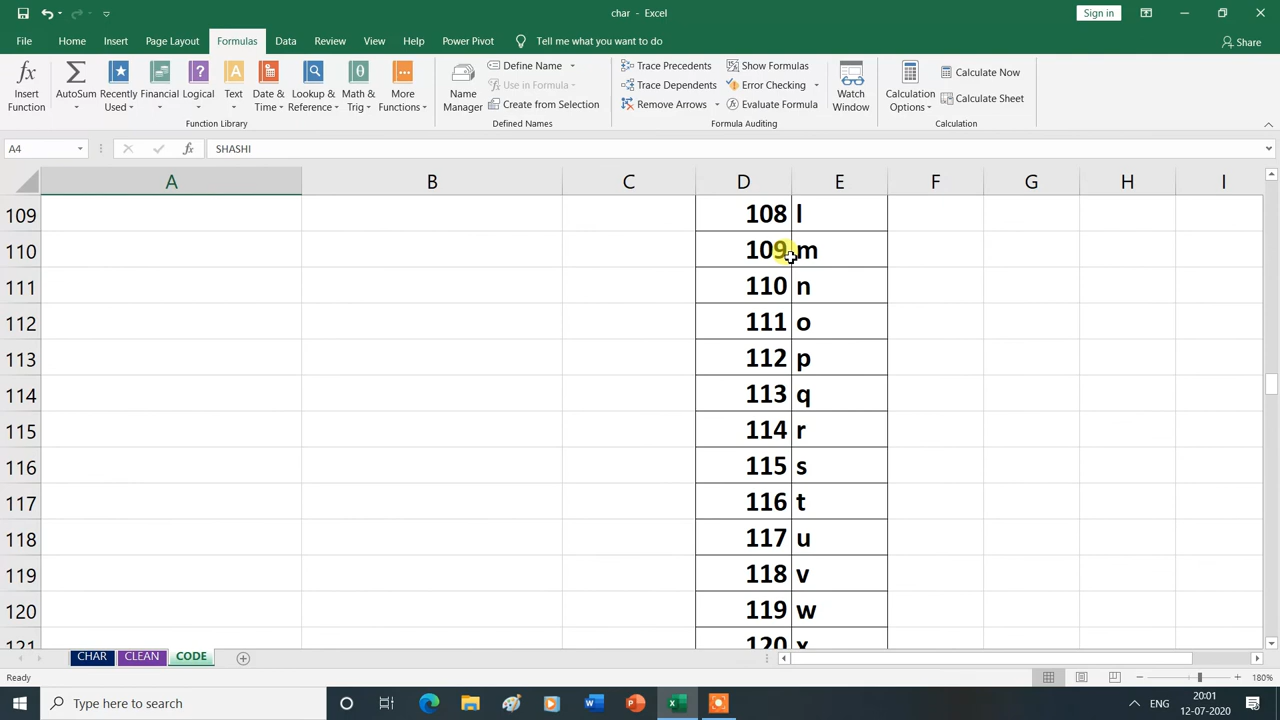 char - Excel
Sign in
File Home Insert Page Layout Formulas Data Review View Help Power Pivot Tell me what you want to do Share
Insert Function
AutoSum
Recently Used
Financial
Logical
Text
Date & Time
Lookup & Reference
Math & Trig
More Functions
Function Library
Name Manager
Define Name
Use in Formula
Create from Selection
Defined Names
Trace Precedents
Trace Dependents
Remove Arrows
Show Formulas
Error Checking
Evaluate Formula
Formula Auditing
Watch Window
Calculation Options
Calculate Now
Calculate Sheet
Calculation
A4 fx SHASHI
A B C D E F G H I
109 108 l
110 109 m
111 110 n
112 111 o
113 112 p
114 113 q
115 114 r
116 115 s
117 116 t
118 117 u
119 118 v
120 119 w
121 120 x
CHAR CLEAN CODE
Ready 180%
Type here to search
ENG
20:01
12-07-2020